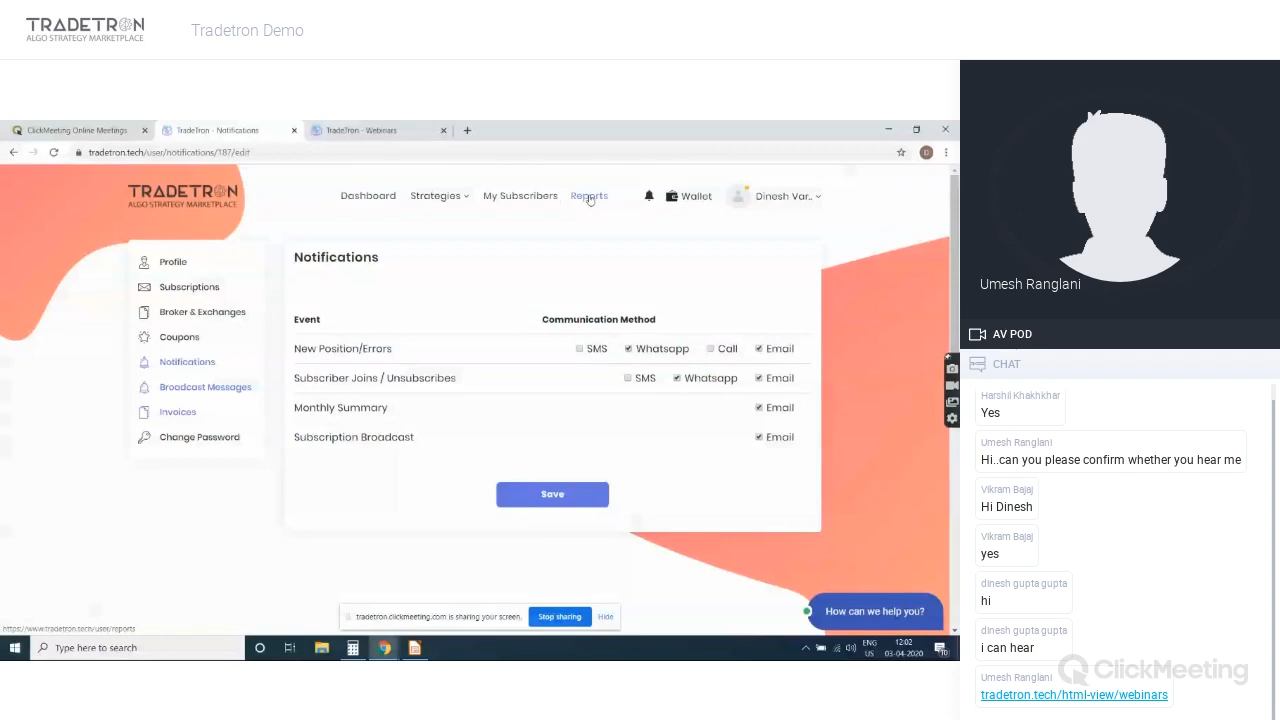 TRADETRON
ALGO STRATEGY MARKETPLACE
Tradetron Demo
ClickMeeting Online Meetings
TradeTron - Notifications
TradeTron - Webinars
tradetron.tech/user/notifications/187/edit
TRADETRON
ALGO STRATEGY MARKETPLACE
Dashboard Strategies My Subscribers Reports Wallet Dinesh Var..
Profile
Subscriptions
Broker & Exchanges
Coupons
Notifications
Broadcast Messages
Invoices
Change Password
Notifications
Event Communication Method
New Position/Errors SMS Whatsapp Call Email
Subscriber Joins / Unsubscribes SMS Whatsapp Email
Monthly Summary Email
Subscription Broadcast Email
Save
How can we help you?
tradetron.clickmeeting.com is sharing your screen. Stop sharing Hide
https://www.tradetron.tech/user/reports
Type here to search
ENG
US
12:02
03-04-2020
Umesh Ranglani
AV POD
CHAT
Harshil Khakhkhar
Yes
Umesh Ranglani
Hi..can you please confirm whether you hear me
Vikram Bajaj
Hi Dinesh
Vikram Bajaj
yes
dinesh gupta gupta
hi
dinesh gupta gupta
i can hear
Umesh Ranglani
tradetron.tech/html-view/webinars
ClickMeeting